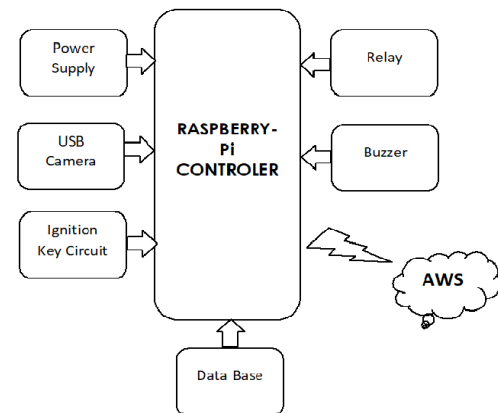 Power
Supply
USB
Camera
Ignition
Key Circuit
RASPBERRY-
Pi
CONTROLER
Relay
Buzzer
AWS
Data Base